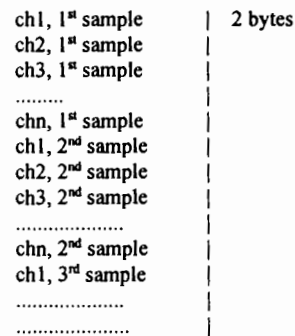 ch1, 1st sample | 2 bytes
ch2, 1st sample |
ch3, 1st sample |
.........
chn, 1st sample |
ch1, 2nd sample |
ch2, 2nd sample |
ch3, 2nd sample |
..................... |
chn, 2nd sample |
ch1, 3rd sample |
..................... |
...................... |